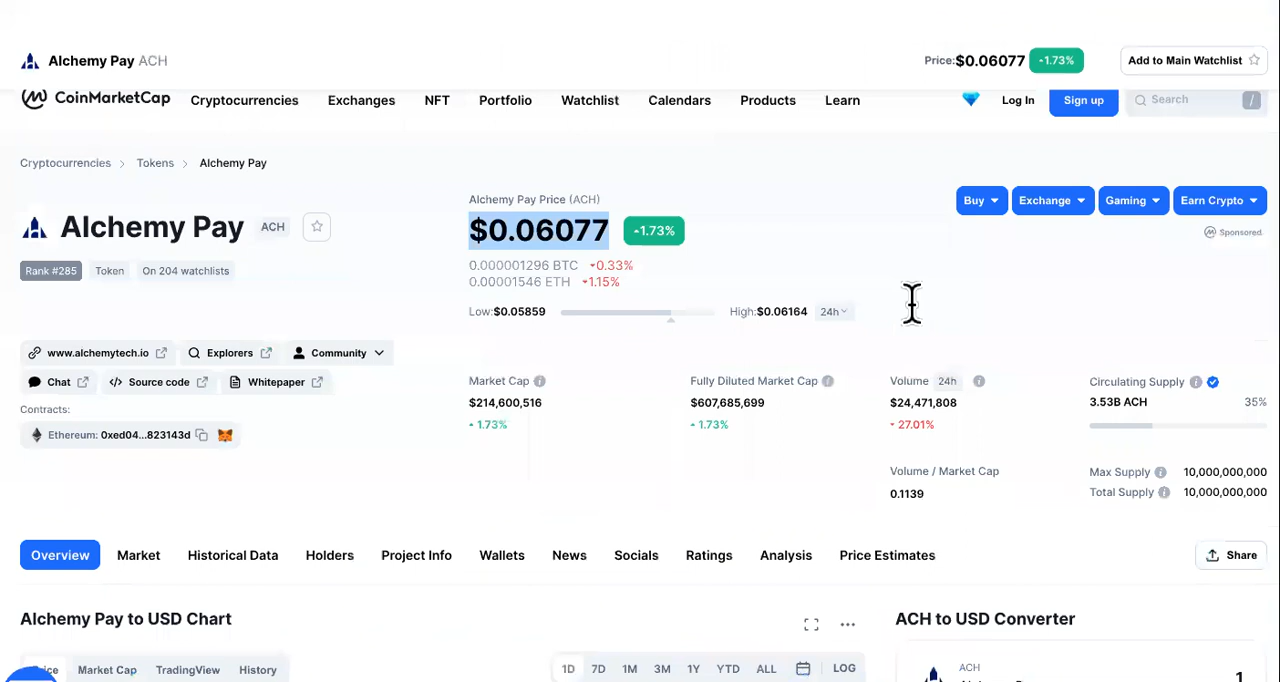 Alchemy Pay ACH
Price:$0.06077 1.73% Add to Main Watchlist
CoinMarketCap Cryptocurrencies Exchanges NFT Portfolio Watchlist Calendars Products Learn Log In Sign up Search /
Cryptocurrencies Tokens Alchemy Pay
Alchemy Pay ACH
Rank #285 Token On 204 watchlists
Alchemy Pay Price (ACH)
$0.06077 1.73%
0.000001296 BTC 0.33%
0.00001546 ETH 1.15%
Low:$0.05859 High:$0.06164 24h
Buy Exchange Gaming Earn Crypto
Sponsored
www.alchemytech.io Explorers Community
Chat Source code Whitepaper
Contracts:
Ethereum: 0xed04...823143d
Market Cap
$214,600,516
1.73%
Fully Diluted Market Cap
$607,685,699
1.73%
Volume 24h
$24,471,808
27.01%
Volume / Market Cap
0.1139
Circulating Supply
3.53B ACH 35%
Max Supply 10,000,000,000
Total Supply 10,000,000,000
Overview Market Historical Data Holders Project Info Wallets News Socials Ratings Analysis Price Estimates Share
Alchemy Pay to USD Chart
Market Cap TradingView History 1D 7D 1M 3M 1Y YTD ALL LOG
ACH to USD Converter
ACH
1